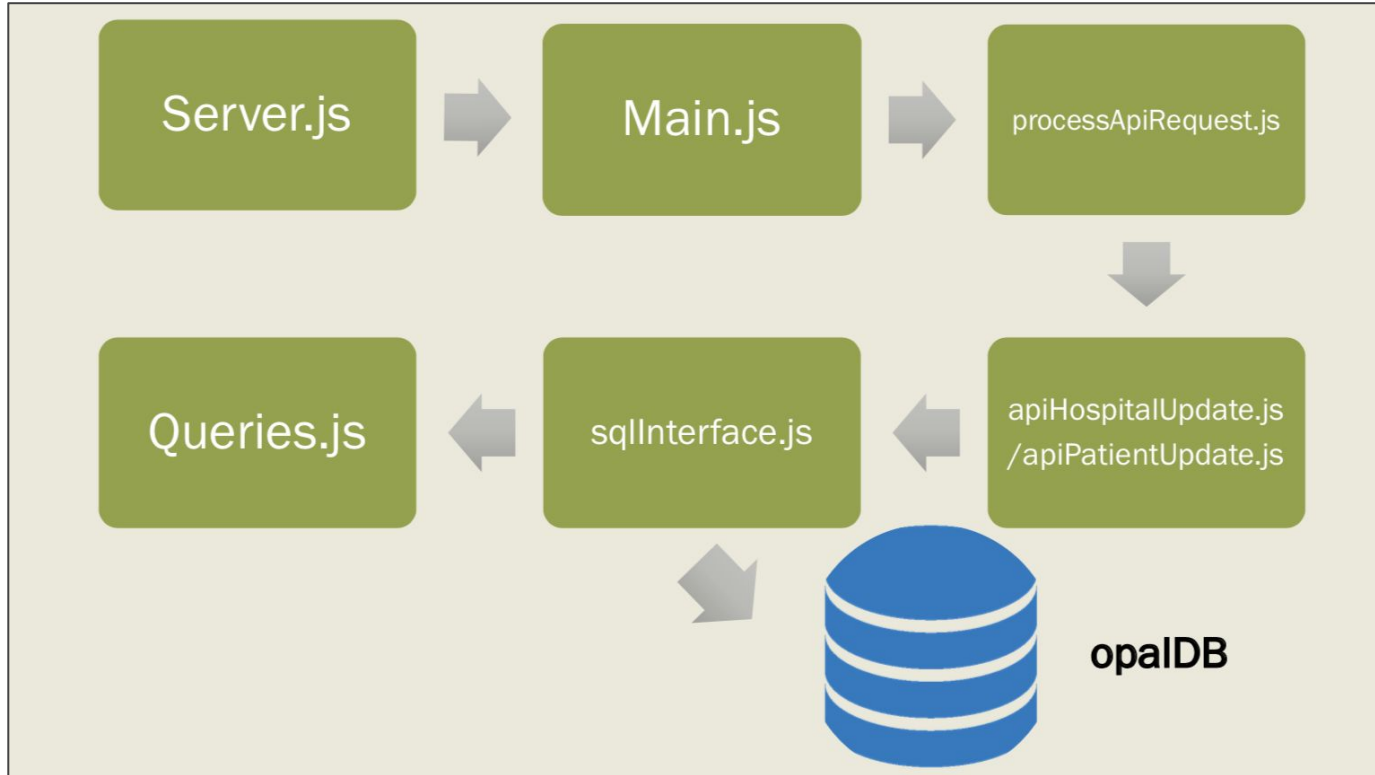 Server.js
Main.js
processApiRequest.js
Queries.js
sqlInterface.js
apiHospitalUpdate.js
/apiPatientUpdate.js
opalDB